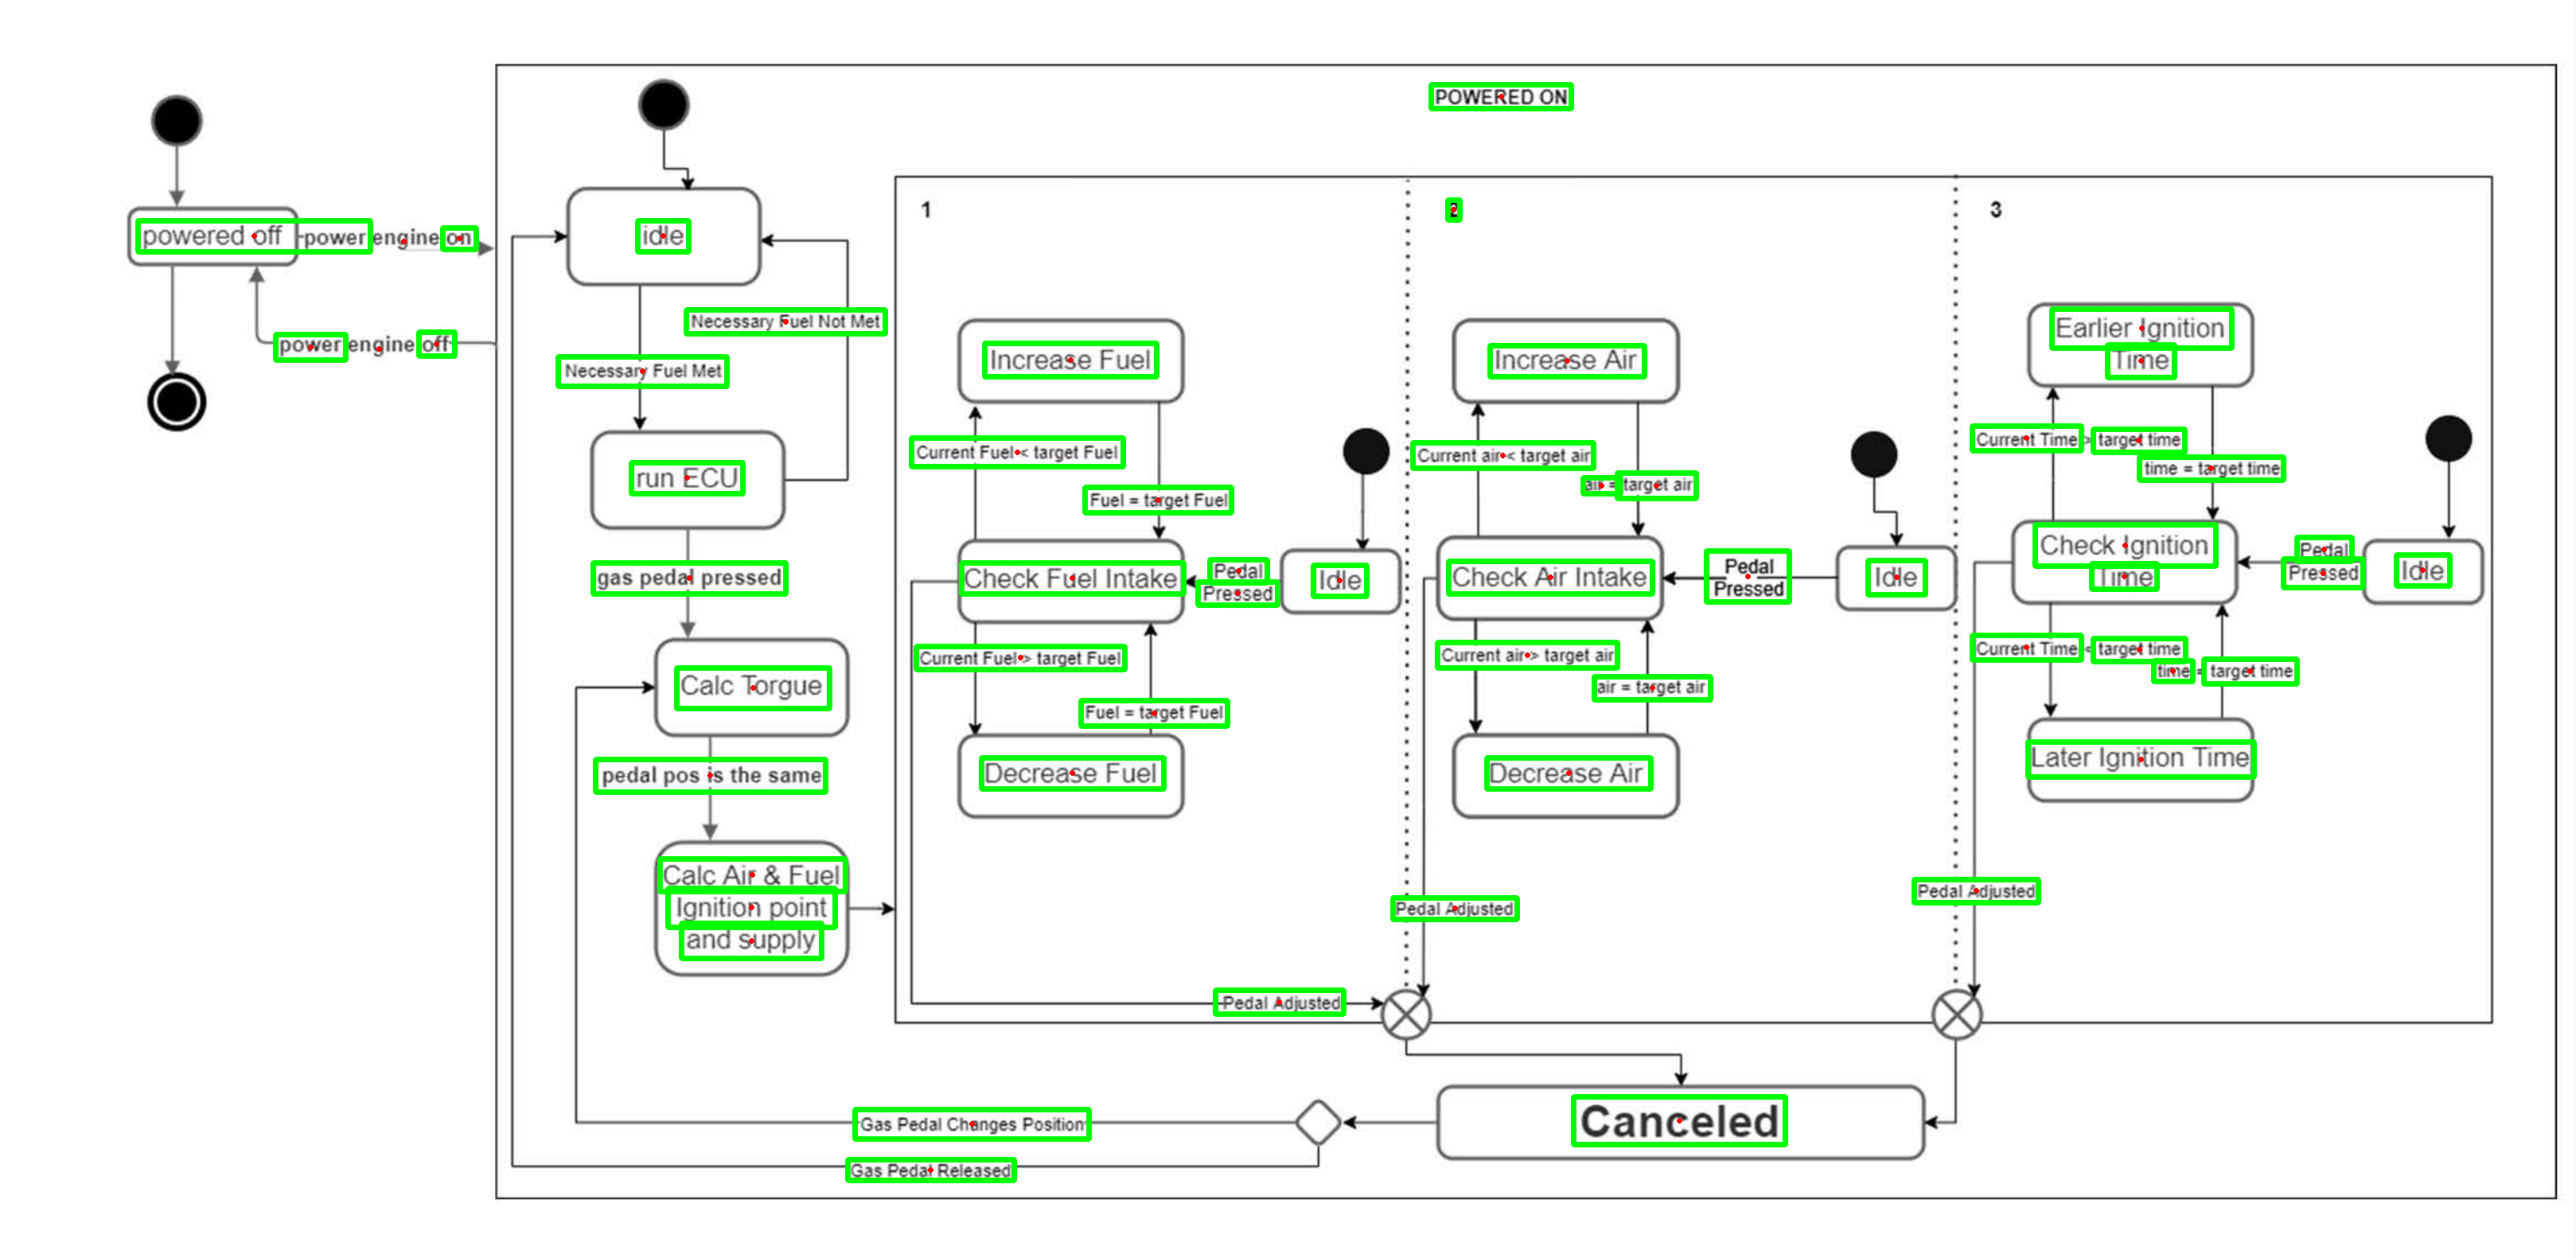 POWERED ON
powered off
power engine on
power engine off
idle
Necessary Fuel Not Met
Necessary Fuel Met
run ECU
gas pedal pressed
Calc Torgue
pedal pos is the same
Calc Air & Fuel
Ignition point
and supply
1
Increase Fuel
Current Fuel < target Fuel
Fuel = target Fuel
Check Fuel Intake
Pedal
Pressed
Idle
Current Fuel > target Fuel
Fuel = target Fuel
Decrease Fuel
Pedal Adjusted
2
Increase Air
Current air < target air
air = target air
Check Air Intake
Pedal
Pressed
Idle
Current air > target air
air = target air
Decrease Air
Pedal Adjusted
3
Earlier Ignition
Time
Current Time > target time
time = target time
Check Ignition
Time
Pedal
Pressed
Idle
Current Time < target time
time = target time
Later Ignition Time
Pedal Adjusted
Canceled
Gas Pedal Changes Position
Gas Pedal Released